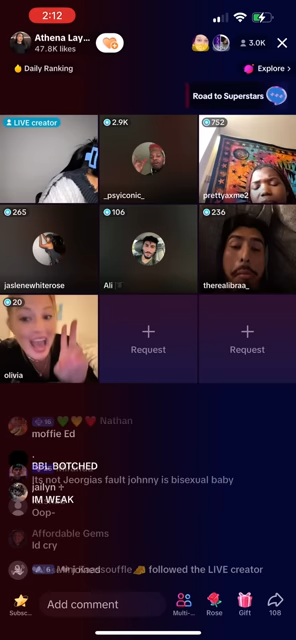 2:12
Athena Lay...
47.8K likes
3.0K
Daily Ranking
Explore >
Road to Superstars
LIVE creator
2.9K
752
_psyiconic_
prettyaxme2
265
106
236
jaslenewhiterose
Ali
therealibraa_
20
olivia
Request
Request
16
Nathan
moffie Ed
.
BBL BOTCHED
Its not Jeorgias fault johnny is bisexual baby
jailyn
IM WEAK
Oop-
Affordable Gems
Id cry
6
followed the LIVE creator
Subsc...
Add comment
Multi-...
Rose
Gift
108